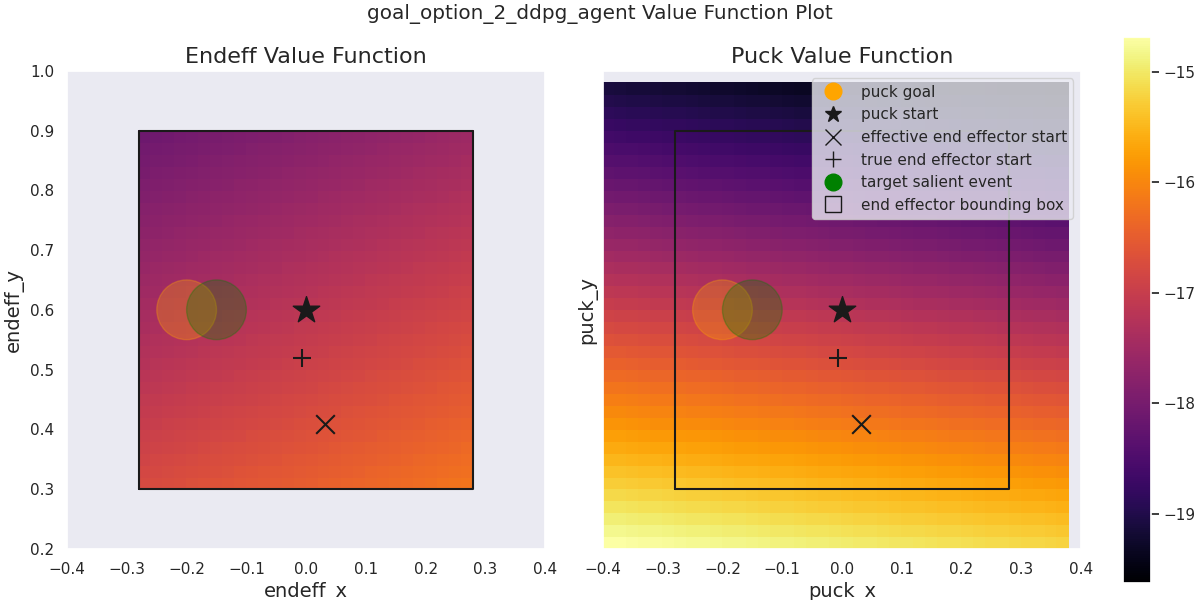 goal_option_2_ddpg_agent Value Function Plot
Endeff Value Function
1.0
0.9
0.8
0.7
0.6
0.5
0.4
0.3
0.2
endeff_y
−0.4 −0.3 −0.2 −0.1 0.0 0.1 0.2 0.3 0.4
endeff_x
Puck Value Function
puck goal
puck start
effective end effector start
true end effector start
target salient event
end effector bounding box
puck_y
−0.4 −0.3 −0.2 −0.1 0.0 0.1 0.2 0.3 0.4
puck_x
−15
−16
−17
−18
−19